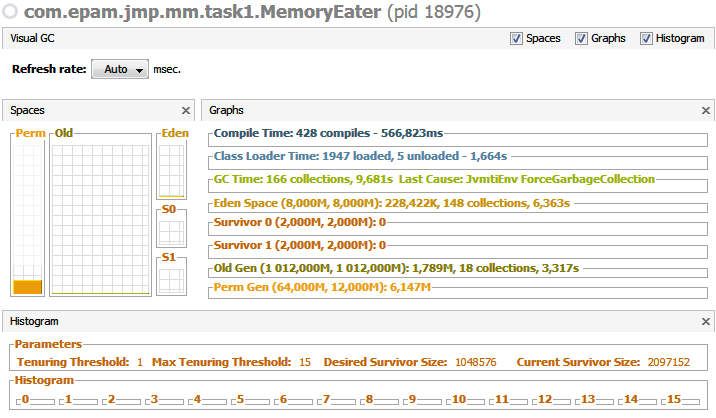 com.epam.jmp.mm.task1.MemoryEater (pid 18976)
Visual GC
Spaces Graphs Histogram
Refresh rate: Auto msec.
Spaces
Perm Old Eden
S0
S1
Graphs
Compile Time: 428 compiles - 566,823ms
Class Loader Time: 1947 loaded, 5 unloaded - 1,664s
GC Time: 166 collections, 9,681s Last Cause: JvmtiEnv ForceGarbageCollection
Eden Space (8,000M, 8,000M): 228,422K, 148 collections, 6,363s
Survivor 0 (2,000M, 2,000M): 0
Survivor 1 (2,000M, 2,000M): 0
Old Gen (1 012,000M, 1 012,000M): 1,789M, 18 collections, 3,317s
Perm Gen (64,000M, 12,000M): 6,147M
Histogram
Parameters
Tenuring Threshold: 1 Max Tenuring Threshold: 15 Desired Survivor Size: 1048576 Current Survivor Size: 2097152
Histogram
0 1 2 3 4 5 6 7 8 9 10 11 12 13 14 15